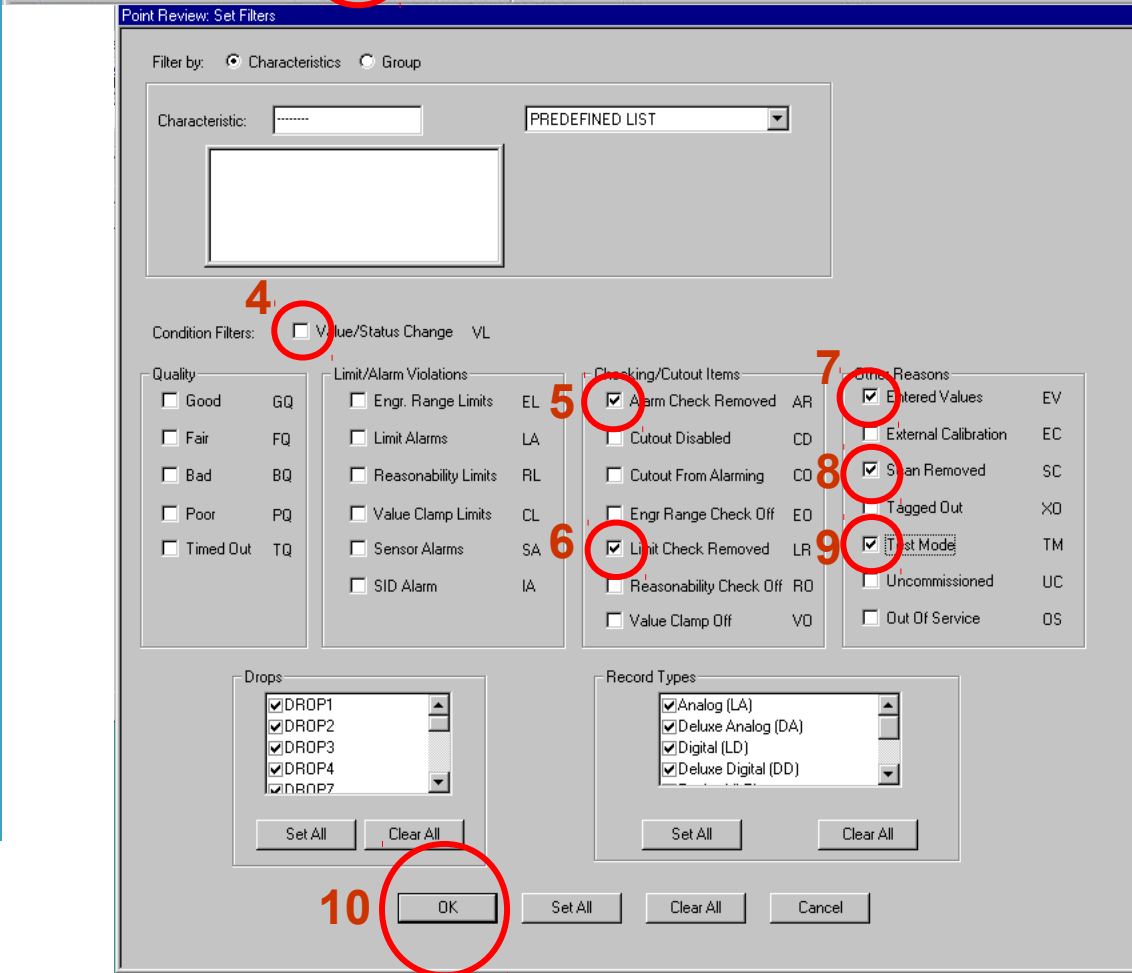 Point Review: Set Filters
Filter by: Characteristics Group
Characteristic: -------- PREDEFINED LIST
4
Condition Filters: Value/Status Change VL
Quality
Good GQ
Fair FQ
Bad BQ
Poor PQ
Timed Out TQ
Limit/Alarm Violations
Engr. Range Limits EL
Limit Alarms LA
Reasonability Limits RL
Value Clamp Limits CL
Sensor Alarms SA
SID Alarm IA
Checking/Cutout Items
5 Alarm Check Removed AR
Cutout Disabled CD
Cutout From Alarming CO
Engr Range Check Off EO
6 Limit Check Removed LR
Reasonability Check Off RO
Value Clamp Off VO
Other Reasons
7 Entered Values EV
External Calibration EC
8 Scan Removed SC
Tagged Out XO
9 Test Mode TM
Uncommissioned UC
Out Of Service OS
Drops
DROP1
DROP2
DROP3
DROP4
DROP7
Set All Clear All
Record Types
Analog (LA)
Deluxe Analog (DA)
Digital (LD)
Deluxe Digital (DD)
Set All Clear All
10 OK Set All Clear All Cancel